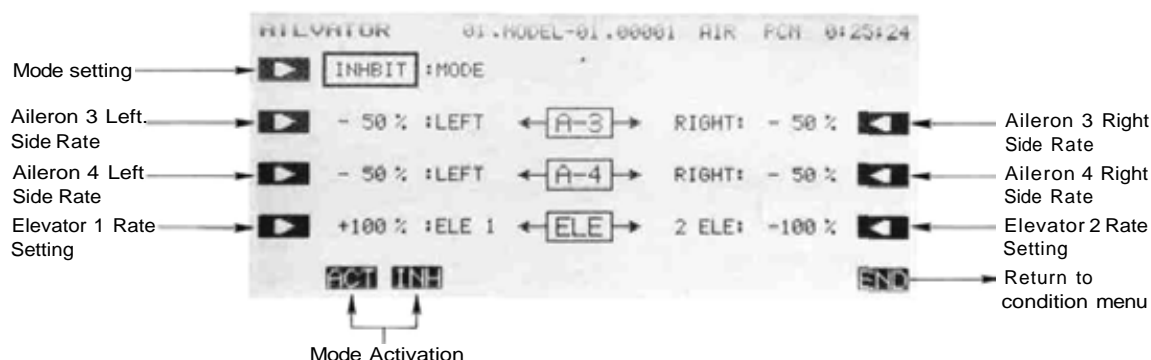 AILVATOR 01.MODEL-01.00001 AIR PCM 0:25:24
Mode setting INHBIT :MODE
Aileron 3 Left. Side Rate - 50 % :LEFT A-3 RIGHT: - 50 % Aileron 3 Right Side Rate
Aileron 4 Left Side Rate - 50 % :LEFT A-4 RIGHT: - 50 % Aileron 4 Right Side Rate
Elevator 1 Rate Setting +100 % :ELE 1 ELE 2 ELE: -100 % Elevator 2 Rate Setting
ACT INH END Return to condition menu
Mode Activation